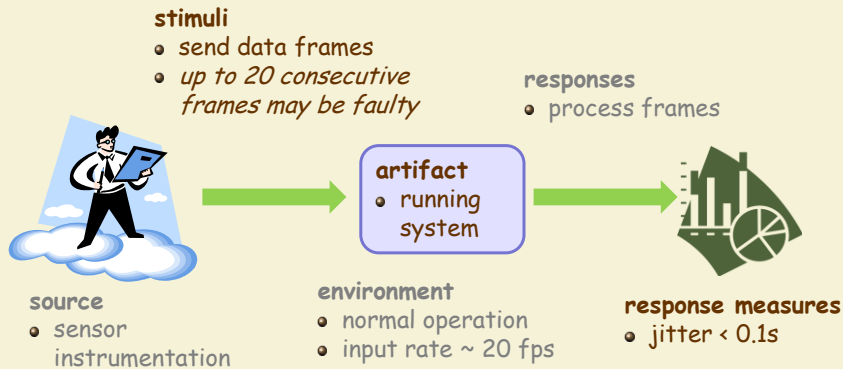 stimuli
• send data frames
• up to 20 consecutive
frames may be faulty
responses
• process frames
artifact
• running
system
source
• sensor
instrumentation
environment
• normal operation
• input rate ~ 20 fps
response measures
• jitter < 0.1s